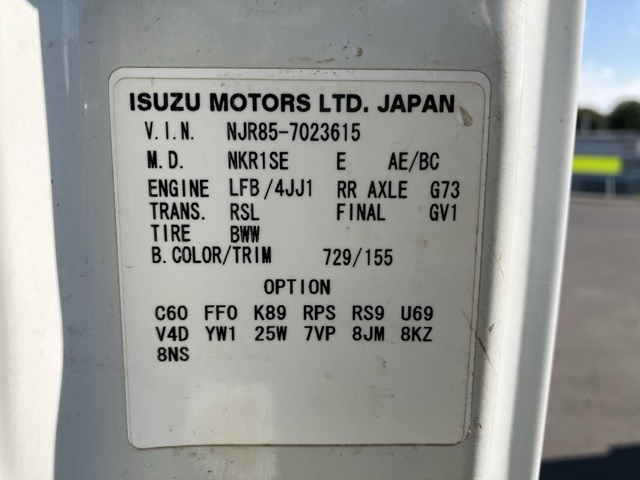 ISUZU MOTORS LTD. JAPAN
V.I.N. NJR85-7023615
M.D. NKR1SE E AE/BC
ENGINE LFB/4JJ1 RR AXLE G73
TRANS. RSL FINAL GV1
TIRE BWW
B.COLOR/TRIM 729/155
OPTION
C60 FF0 K89 RPS RS9 U69
V4D YW1 25W 7VP 8JM 8KZ
8NS